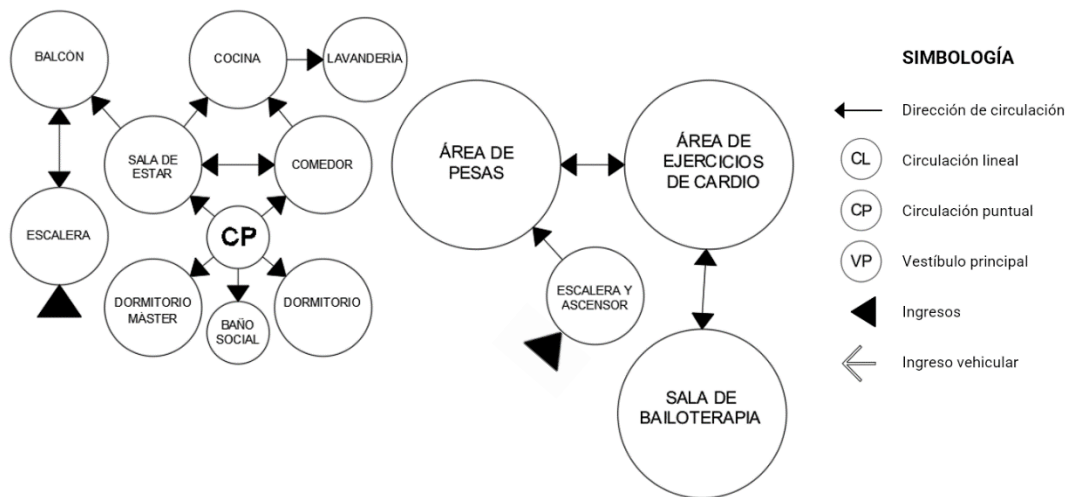 BALCÓN
COCINA
LAVANDERÍA
SALA DE
ESTAR
COMEDOR
ESCALERA
CP
DORMITORIO
MÀSTER
BAÑO
SOCIAL
DORMITORIO
ÁREA DE
PESAS
ÁREA DE
EJERCICIOS
DE CARDIO
ESCALERA Y
ASCENSOR
SALA DE
BAILOTERAPIA
SIMBOLOGÍA
Dirección de circulación
CL Circulación lineal
CP Circulación puntual
VP Vestíbulo principal
Ingresos
Ingreso vehicular